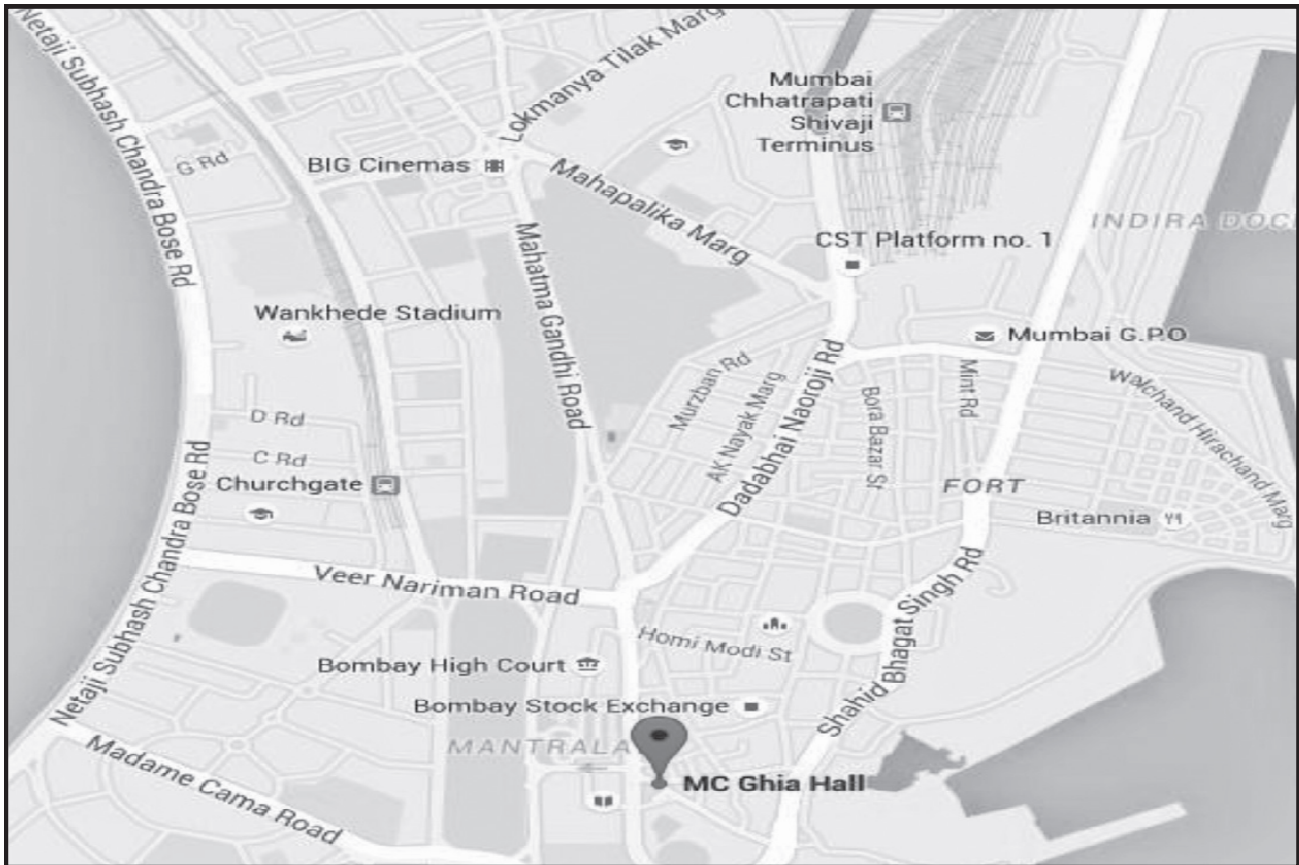 Netaji Subhash Chandra Bose Rd
Lokmanya Tilak Marg
Mumbai
Chhatrapati
Shivaji
Terminus
G Rd
BIG Cinemas
Mahapalika Marg
INDIRA DOC
CST Platform no. 1
Mahatma Gandhi Road
Wankhede Stadium
Mumbai G.P.O
Murzban Rd
AK Nayak Marg
Dadabhai Naoroji Rd
Bora Bazar St
Mint Rd
Walchand Hirachand Marg
D Rd
C Rd
Churchgate
FORT
Britannia
Netaji Subhash Chandra Bose Rd
Veer Nariman Road
Homi Modi St
Shahid Bhagat Singh Rd
Bombay High Court
Bombay Stock Exchange
MANTRALA
Madame Cama Road
MC Ghia Hall